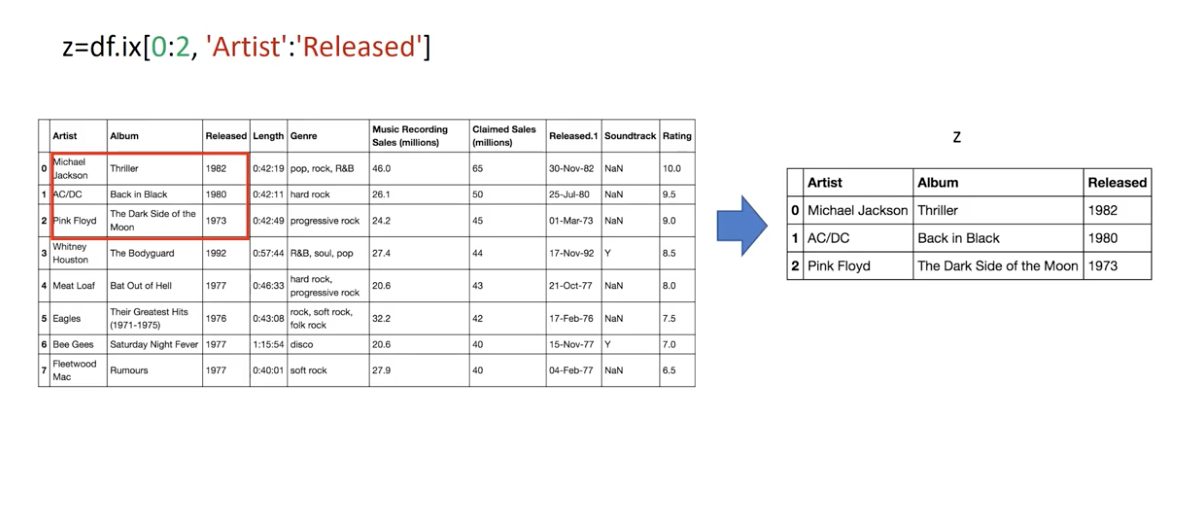 z=df.ix[0:2, 'Artist':'Released']
Artist Album Released Length Genre Music Recording Sales (millions) Claimed Sales (millions) Released.1 Soundtrack Rating
0 Michael Jackson Thriller 1982 0:42:19 pop, rock, R&B 46.0 65 30-Nov-82 NaN 10.0
1 AC/DC Back in Black 1980 0:42:11 hard rock 26.1 50 25-Jul-80 NaN 9.5
2 Pink Floyd The Dark Side of the Moon 1973 0:42:49 progressive rock 24.2 45 01-Mar-73 NaN 9.0
3 Whitney Houston The Bodyguard 1992 0:57:44 R&B, soul, pop 27.4 44 17-Nov-92 Y 8.5
4 Meat Loaf Bat Out of Hell 1977 0:46:33 hard rock, progressive rock 20.6 43 21-Oct-77 NaN 8.0
5 Eagles Their Greatest Hits (1971-1975) 1976 0:43:08 rock, soft rock, folk rock 32.2 42 17-Feb-76 NaN 7.5
6 Bee Gees Saturday Night Fever 1977 1:15:54 disco 20.6 40 15-Nov-77 Y 7.0
7 Fleetwood Mac Rumours 1977 0:40:01 soft rock 27.9 40 04-Feb-77 NaN 6.5
z
Artist Album Released
0 Michael Jackson Thriller 1982
1 AC/DC Back in Black 1980
2 Pink Floyd The Dark Side of the Moon 1973